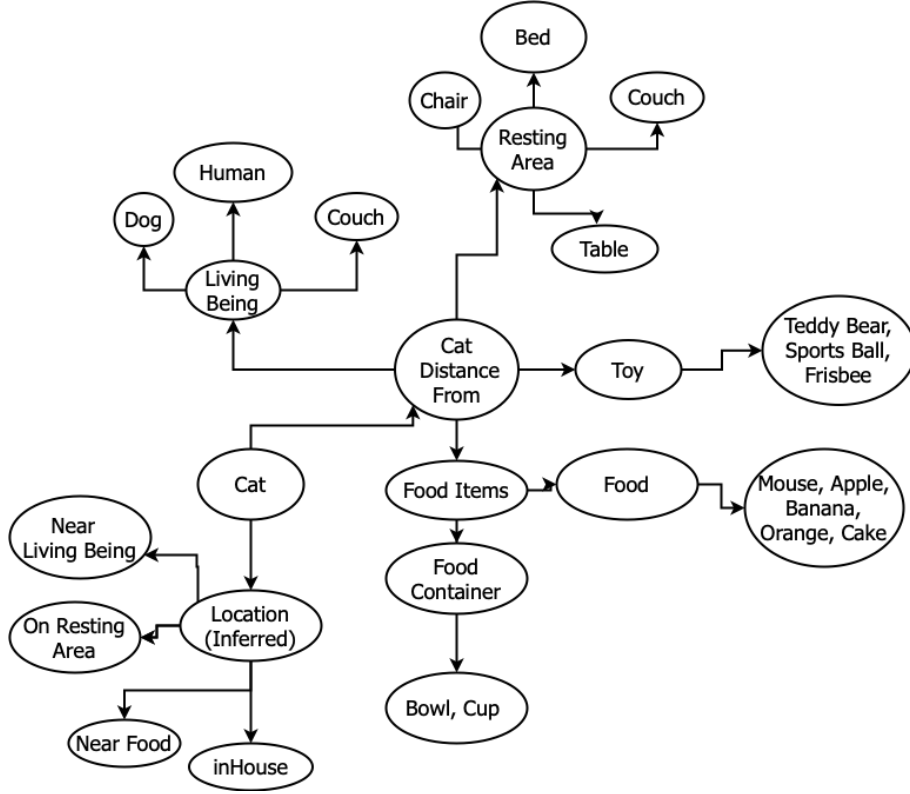 Bed
Chair
Couch
Resting
Area
Human
Dog
Couch
Living
Being
Table
Cat
Distance
From
Toy
Teddy Bear,
Sports Ball,
Frisbee
Cat
Food Items
Food
Mouse, Apple,
Banana,
Orange, Cake
Near
Living Being
Food
Container
Location
(Inferred)
On Resting
Area
Bowl, Cup
Near Food
inHouse